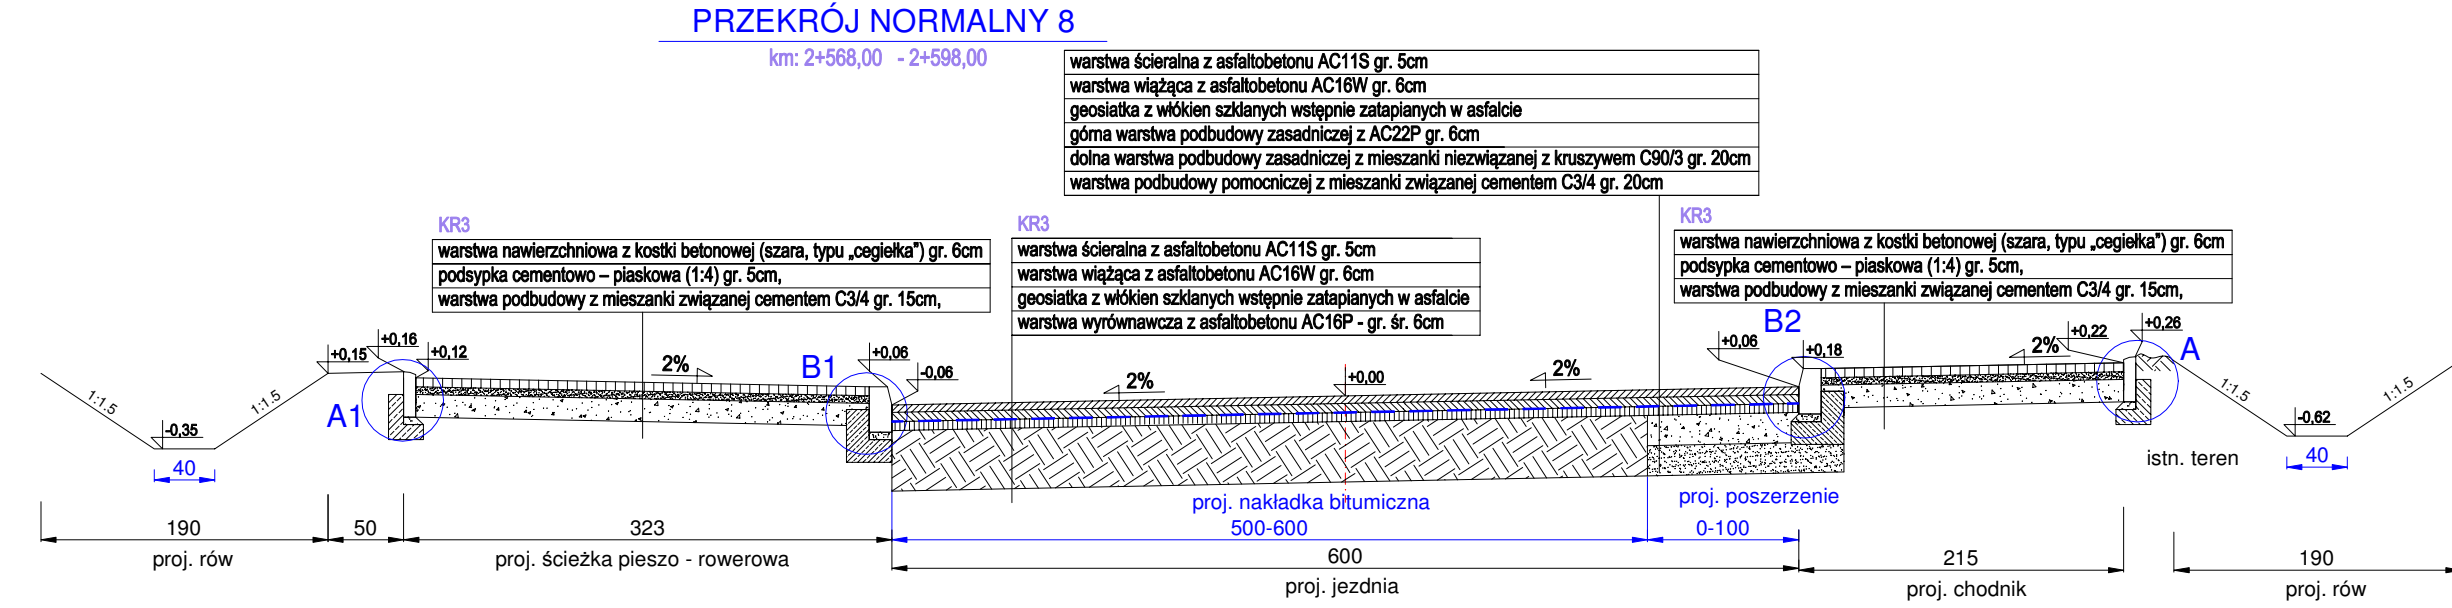 PRZEKRÓJ NORMALNY 8
km: 2+568,00 - 2+598,00
warstwa ścieralna z asfaltobetonu AC11S gr. 5cm
warstwa wiążąca z asfaltobetonu AC16W gr. 6cm
geosiatka z włókien szklanych wstępnie zatapianych w asfalcie
górna warstwa podbudowy zasadniczej z AC22P gr. 6cm
dolna warstwa podbudowy zasadniczej z mieszanki niezwiązanej z kruszywem C90/3 gr. 20cm
warstwa podbudowy pomocniczej z mieszanki związanej cementem C3/4 gr. 20cm
KR3
warstwa nawierzchniowa z kostki betonowej (szara, typu „cegiełka”) gr. 6cm
podsypka cementowo – piaskowa (1:4) gr. 5cm,
warstwa podbudowy z mieszanki związanej cementem C3/4 gr. 15cm,
KR3
warstwa ścieralna z asfaltobetonu AC11S gr. 5cm
warstwa wiążąca z asfaltobetonu AC16W gr. 6cm
geosiatka z włókien szklanych wstępnie zatapianych w asfalcie
warstwa wyrównawcza z asfaltobetonu AC16P - gr. śr. 6cm
KR3
warstwa nawierzchniowa z kostki betonowej (szara, typu „cegiełka”) gr. 6cm
podsypka cementowo – piaskowa (1:4) gr. 5cm,
warstwa podbudowy z mieszanki związanej cementem C3/4 gr. 15cm,
1:1.5
-0,35
40
1:1.5
+0,15
+0,16
+0,12
A1
2%
B1
+0,06
-0,06
2%
+0,00
2%
+0,06
B2
+0,18
2%
+0,22
+0,26
A
1:1.5
-0,62
1:1.5
istn. teren
40
proj. nakładka bitumiczna
proj. poszerzenie
190
50
323
500-600
0-100
proj. rów
proj. ścieżka pieszo - rowerowa
600
215
190
proj. jezdnia
proj. chodnik
proj. rów